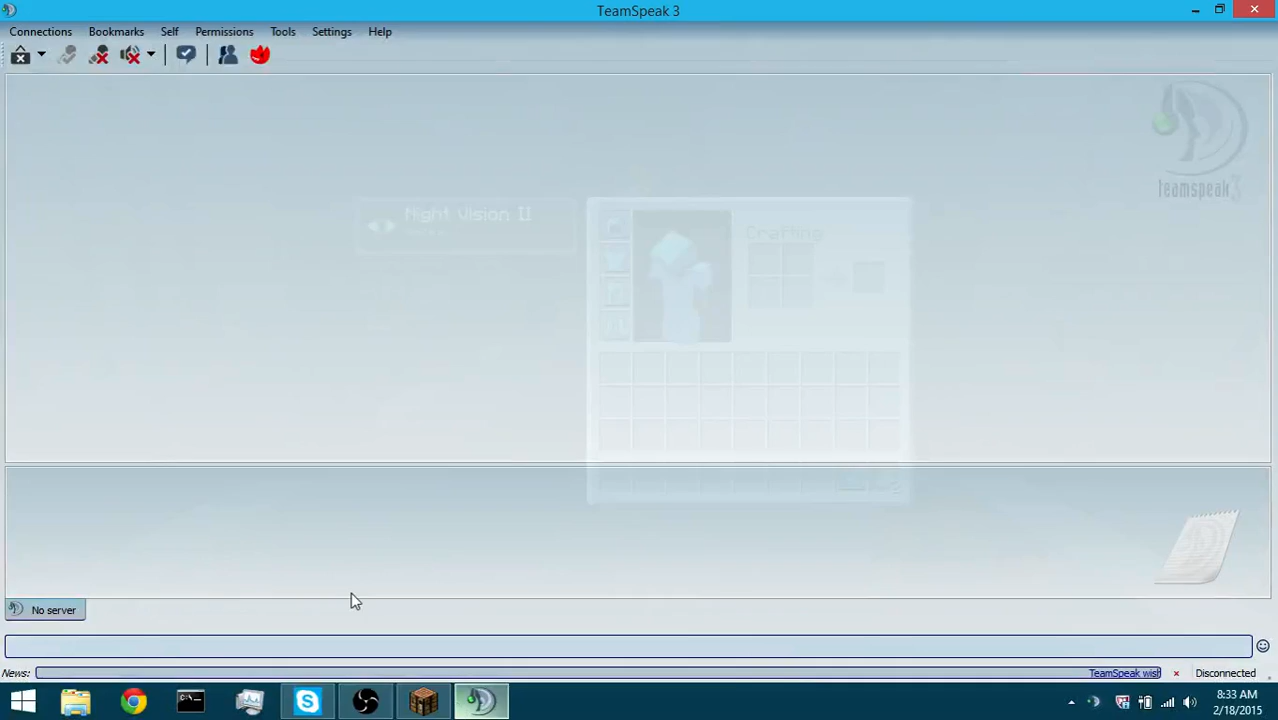 TeamSpeak 3
Connections Bookmarks Self Permissions Tools Settings Help
teamspeak 3
Night Vision II
Crafting
No server
News: TeamSpeak wish Disconnected
8:33 AM
2/18/2015